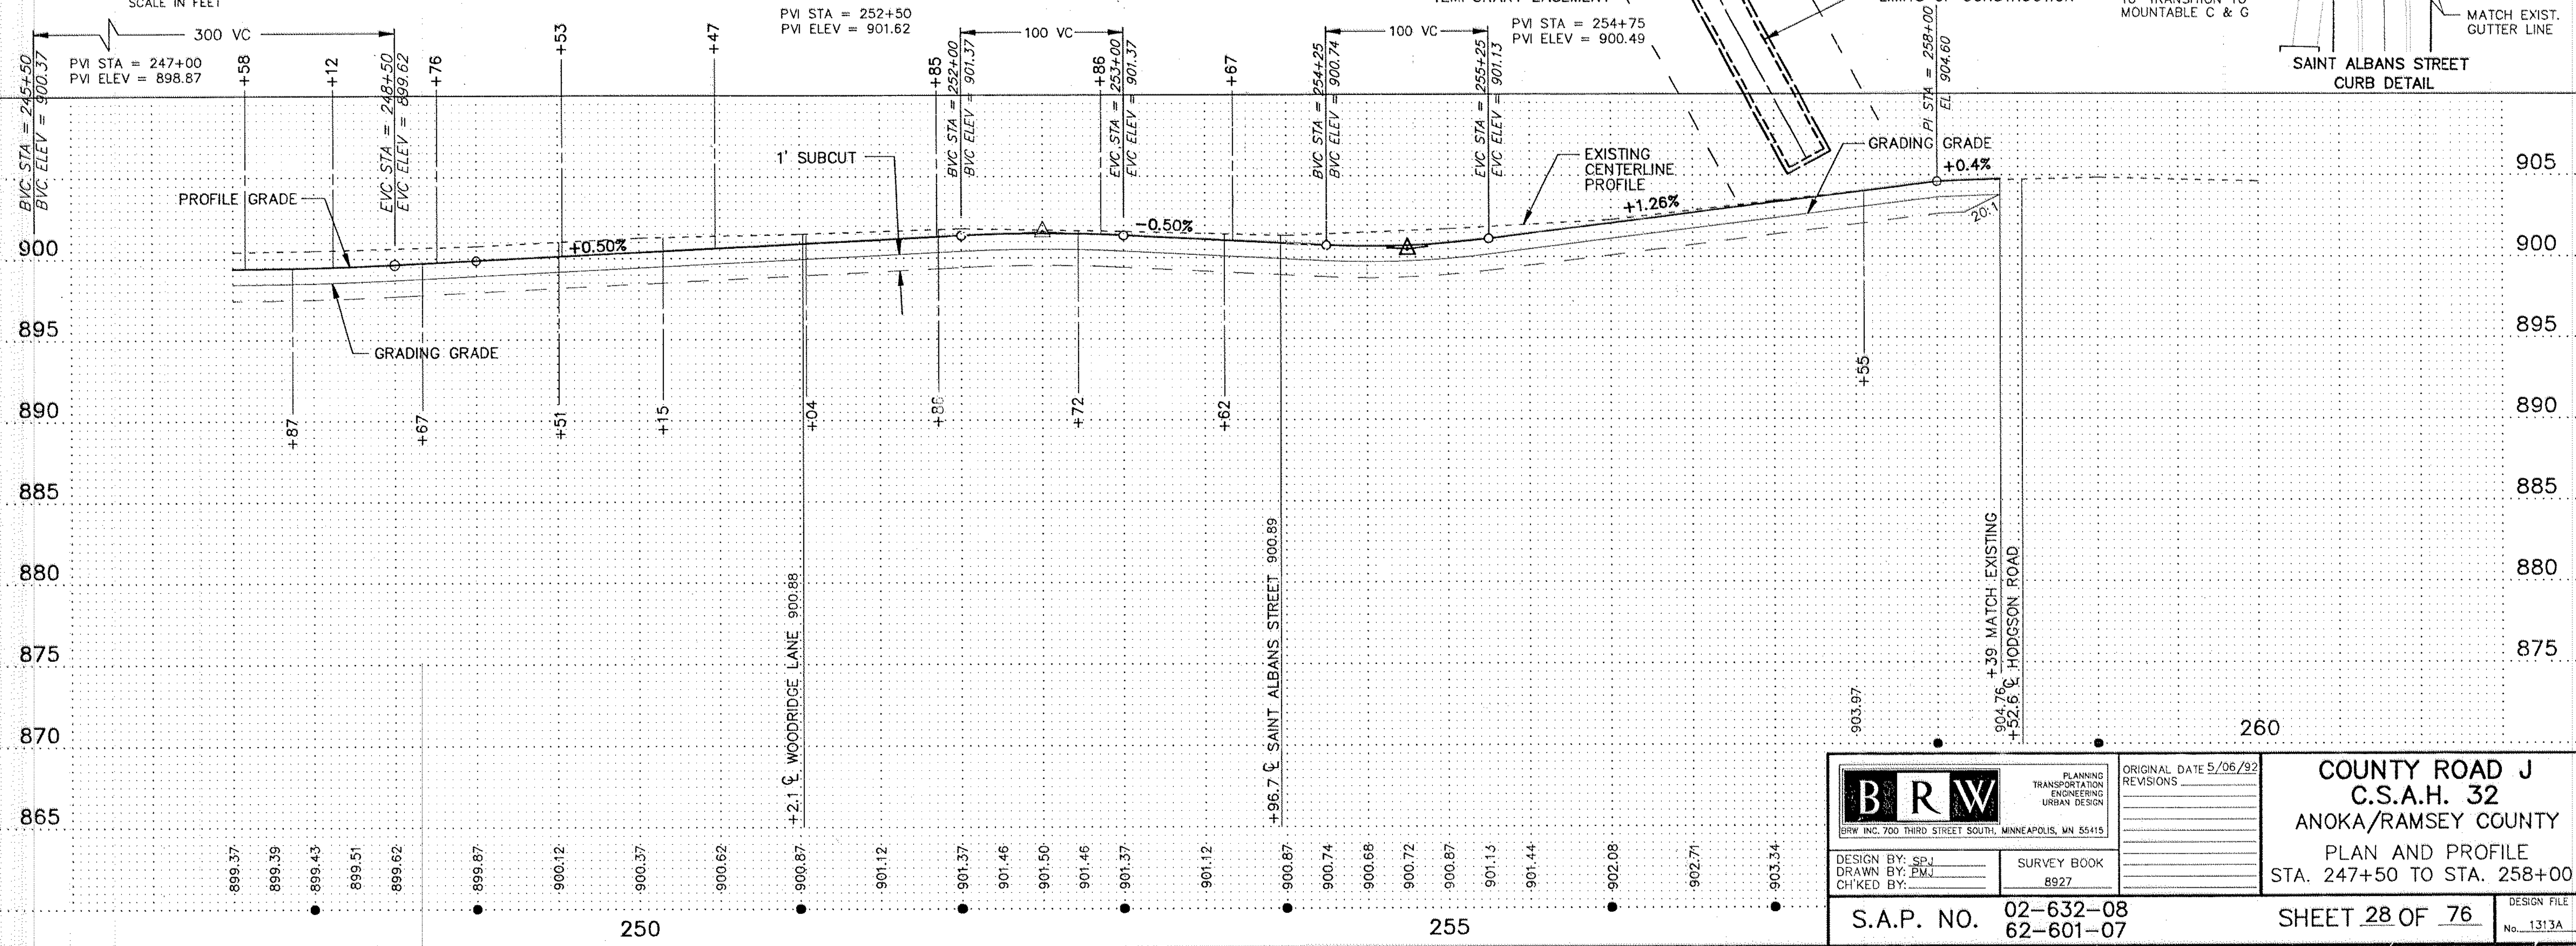 SCALE IN FEET
300 VC
PVI STA = 247+00
PVI ELEV = 898.87
BVC STA = 245+50
BVC ELEV = 900.37
EVC STA = 248+50
EVC ELEV = 899.62
+58
+12
+76
+53
+47
PVI STA = 252+50
PVI ELEV = 901.62
100 VC
+85
BVC STA = 252+00
BVC ELEV = 901.37
+86
EVC STA = 253+00
EVC ELEV = 901.37
+67
TEMPORARY EASEMENT
PVI STA = 254+75
PVI ELEV = 900.49
100 VC
BVC STA = 254+25
BVC ELEV = 900.74
EVC STA = 255+25
EVC ELEV = 901.13
LIMITS OF CONSTRUCTION
PI STA = 258+00
EL 904.60
10' TRANSITION TO
MOUNTABLE C & G
MATCH EXIST.
GUTTER LINE
SAINT ALBANS STREET
CURB DETAIL
PROFILE GRADE
1' SUBCUT
EXISTING
CENTERLINE
PROFILE
GRADING GRADE
+0.4%
+1.26%
-0.50%
+0.50%
20:1
GRADING GRADE
905
900
895
890
885
880
875
870
865
905
900
895
890
885
880
875
+87
+67
+51
+15
+04
+86
+72
+62
+55
+2.1 ℄ WOODRIDGE LANE 900.88
+96.7 ℄ SAINT ALBANS STREET 900.89
+39 MATCH EXISTING
904.76
+52.6 ℄ HODGSON ROAD
903.97
260
899.37
899.39
899.43
899.51
899.62
899.87
900.12
900.37
900.62
900.87
901.12
901.37
901.46
901.50
901.46
901.37
901.12
900.87
900.74
900.68
900.72
900.87
901.13
901.44
902.08
902.71
903.34
250
255
BRW
PLANNING
TRANSPORTATION
ENGINEERING
URBAN DESIGN
BRW INC. 700 THIRD STREET SOUTH, MINNEAPOLIS, MN 55415
DESIGN BY: SPJ
DRAWN BY: PMJ
CH'KED BY:
SURVEY BOOK
8927
ORIGINAL DATE 5/06/92
REVISIONS
COUNTY ROAD J
C.S.A.H. 32
ANOKA/RAMSEY COUNTY
PLAN AND PROFILE
STA. 247+50 TO STA. 258+00
S.A.P. NO. 02-632-08
62-601-07
SHEET 28 OF 76
DESIGN FILE
No. 1313A